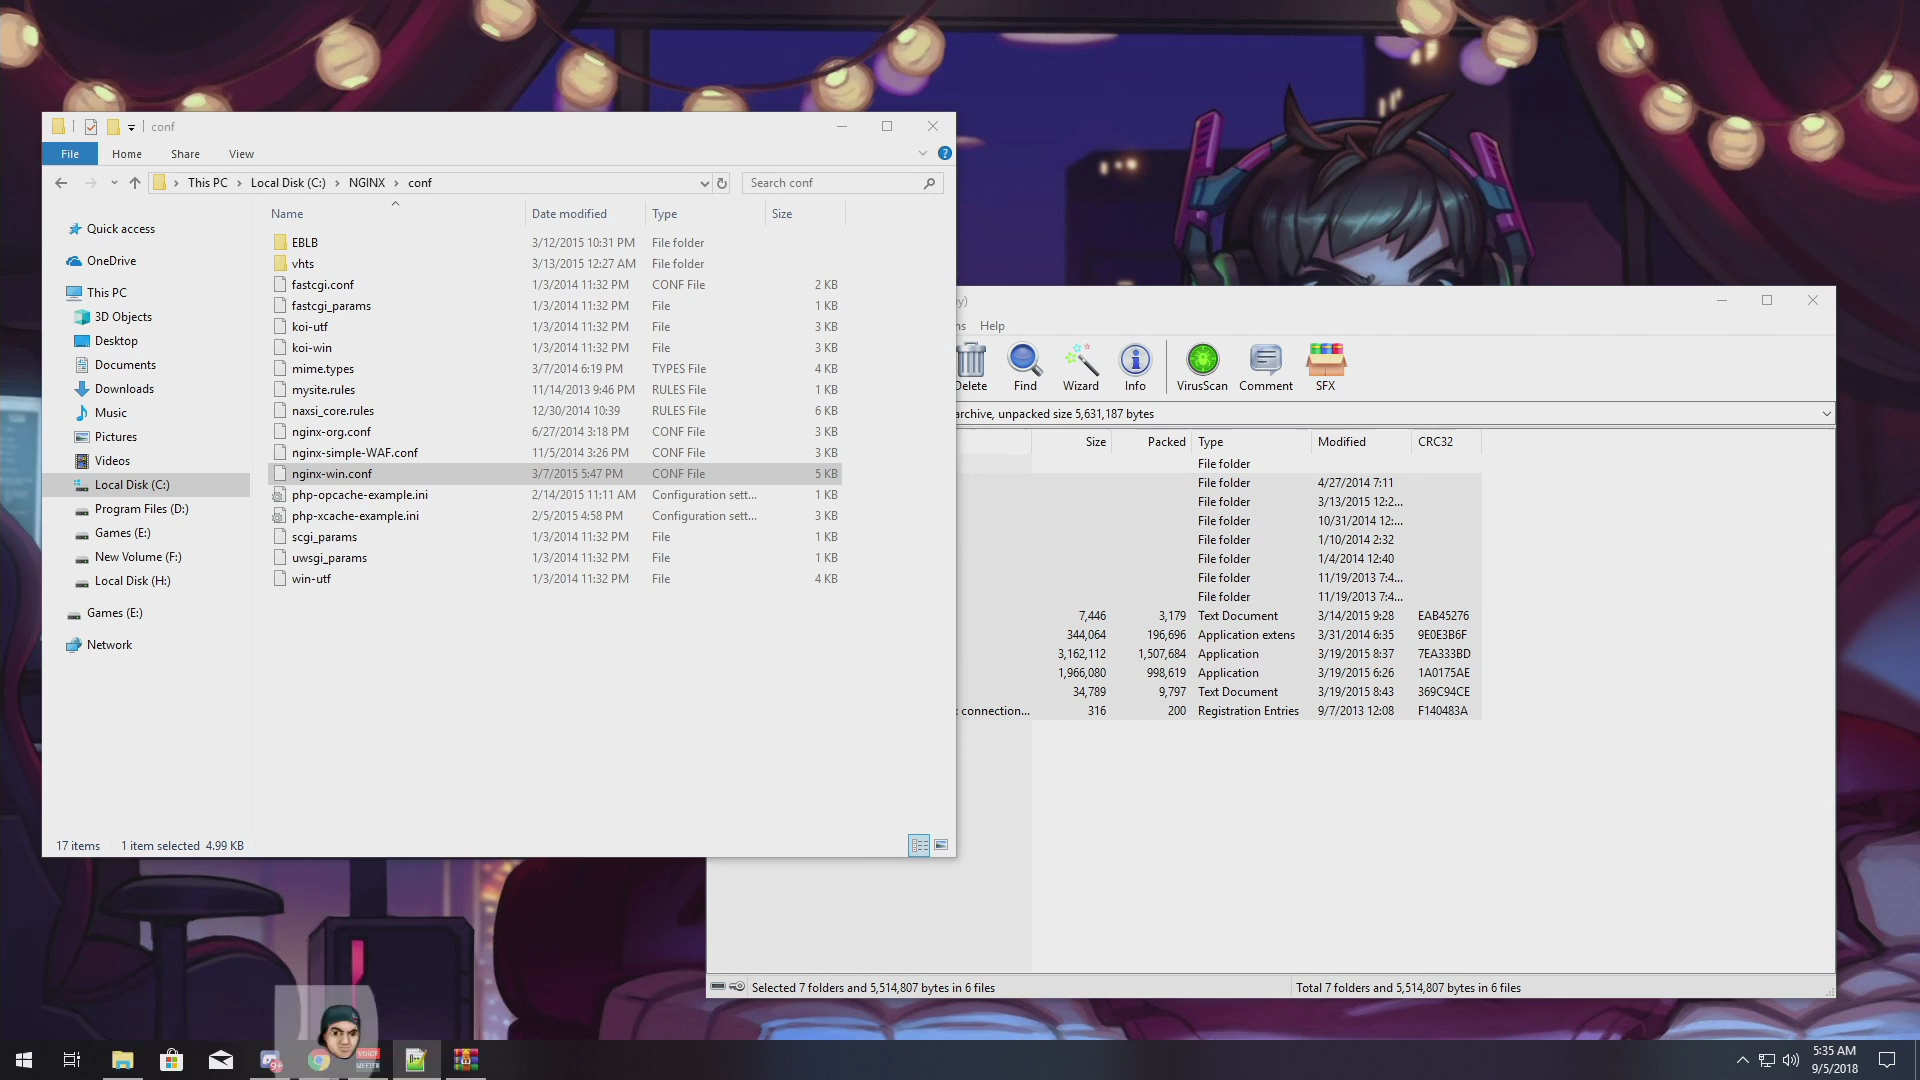 conf
File Home Share View
This PC Local Disk (C:) NGINX conf
Search conf
Name Date modified Type Size
Quick access
OneDrive
This PC
3D Objects
Desktop
Documents
Downloads
Music
Pictures
Videos
Local Disk (C:)
Program Files (D:)
Games (E:)
New Volume (F:)
Local Disk (H:)
Games (E:)
Network
EBLB 3/12/2015 10:31 PM File folder
vhts 3/13/2015 12:27 AM File folder
fastcgi.conf 1/3/2014 11:32 PM CONF File 2 KB
fastcgi_params 1/3/2014 11:32 PM File 1 KB
koi-utf 1/3/2014 11:32 PM File 3 KB
koi-win 1/3/2014 11:32 PM File 3 KB
mime.types 3/7/2014 6:19 PM TYPES File 4 KB
mysite.rules 11/14/2013 9:46 PM RULES File 1 KB
naxsi_core.rules 12/30/2014 10:39 RULES File 6 KB
nginx-org.conf 6/27/2014 3:18 PM CONF File 3 KB
nginx-simple-WAF.conf 11/5/2014 3:26 PM CONF File 3 KB
nginx-win.conf 3/7/2015 5:47 PM CONF File 5 KB
php-opcache-example.ini 2/14/2015 11:11 AM Configuration sett... 1 KB
php-xcache-example.ini 2/5/2015 4:58 PM Configuration sett... 3 KB
scgi_params 1/3/2014 11:32 PM File 1 KB
uwsgi_params 1/3/2014 11:32 PM File 1 KB
win-utf 1/3/2014 11:32 PM File 4 KB
17 items 1 item selected 4.99 KB
Help
Delete Find Wizard Info VirusScan Comment SFX
archive, unpacked size 5,631,187 bytes
Size Packed Type Modified CRC32
File folder
File folder 4/27/2014 7:11
File folder 3/13/2015 12:2...
File folder 10/31/2014 12:...
File folder 1/10/2014 2:32
File folder 1/4/2014 12:40
File folder 11/19/2013 7:4...
File folder 11/19/2013 7:4...
7,446 3,179 Text Document 3/14/2015 9:28 EAB45276
344,064 196,696 Application extens 3/31/2014 6:35 9E0E3B6F
3,162,112 1,507,684 Application 3/19/2015 8:37 7EA333BD
1,966,080 998,619 Application 3/19/2015 6:26 1A0175AE
34,789 9,797 Text Document 3/19/2015 8:43 369C94CE
connection... 316 200 Registration Entries 9/7/2013 12:08 F140483A
Selected 7 folders and 5,514,807 bytes in 6 files
Total 7 folders and 5,514,807 bytes in 6 files
9+
VOICE
MEETER
5:35 AM
9/5/2018